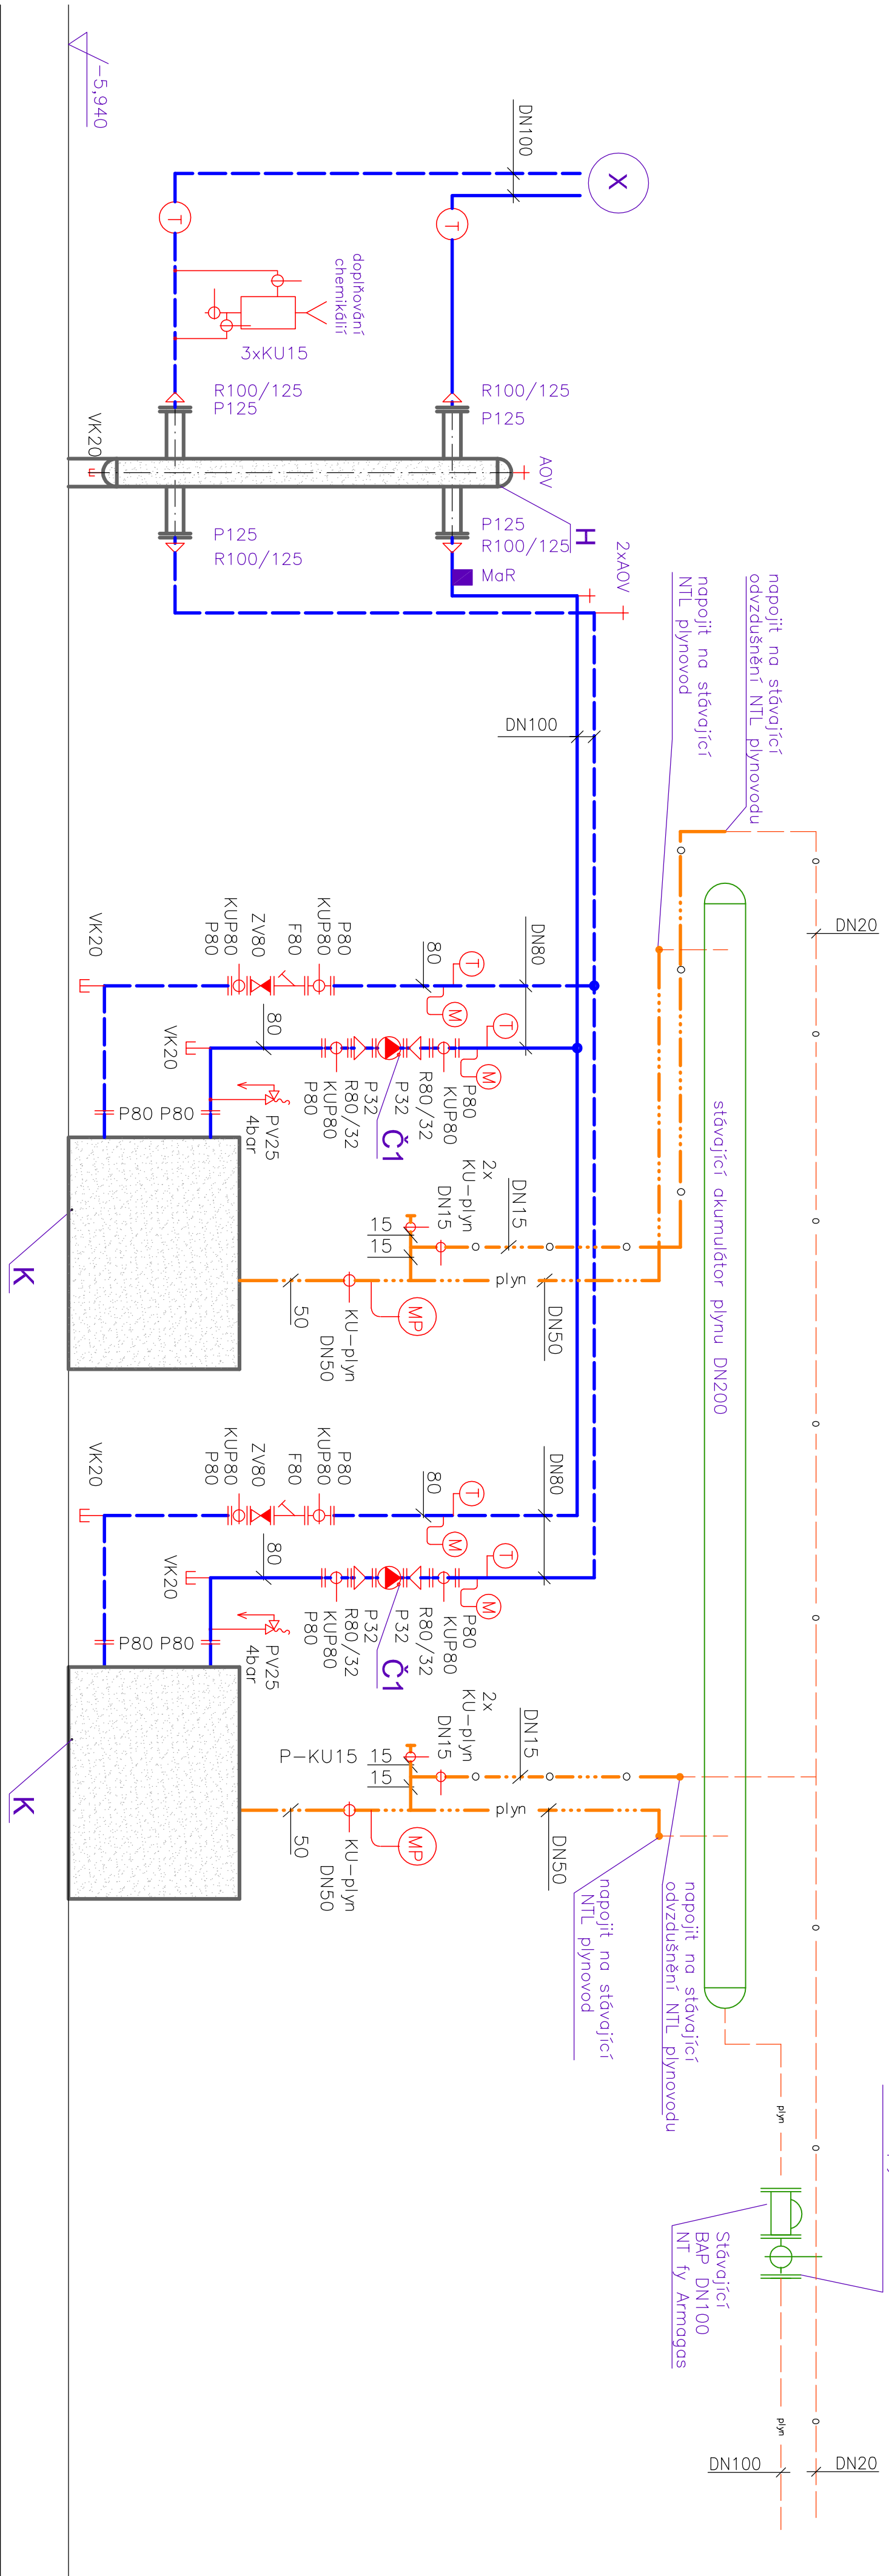 -5,940
DN100
X
T
T
doplňování
chemikálií
3xKU15
R100/125
P125
R100/125
P125
VK20
AOV
H
P125
R100/125
P125
R100/125
MaR
2xAOV
DN100
napojit na stávající
NTL plynovod
napojit na stávající
odvzdušnění NTL plynovodu
DN20
stávající akumulátor plynu DN200
VK20
P80
KUP80
ZV80
F80
KUP80
P80
80
T
M
DN80
VK20
80
P80
KUP80
R80/32
P32
P32
R80/32
KUP80
P80
T
M
Č1
P80 P80
PV25
4bar
2x
KU-plyn
DN15
DN15
15
15
plyn
DN50
MP
KU-plyn
DN50
50
K
VK20
P80
KUP80
ZV80
F80
KUP80
P80
80
T
M
DN80
VK20
80
P80
KUP80
R80/32
P32
P32
R80/32
KUP80
P80
T
M
Č1
P80 P80
PV25
4bar
2x
KU-plyn
DN15
DN15
P-KU15
15
15
plyn
DN50
MP
KU-plyn
DN50
50
K
napojit na stávající
NTL plynovod
napojit na stávající
odvzdušnění NTL plynovodu
plyn
Stávající
BAP DN100
NT fy Armagas
plyn
DN100
DN20